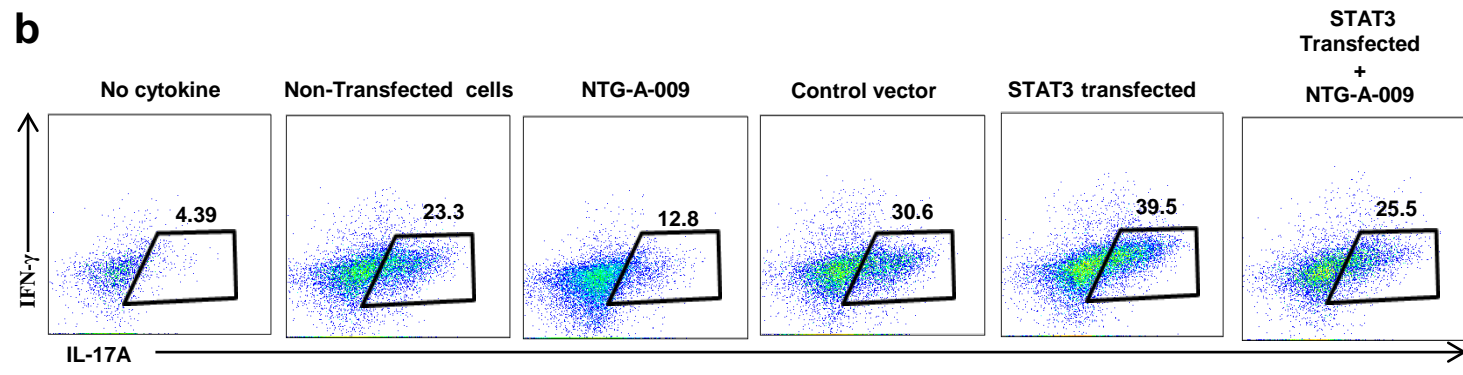 b
No cytokine
Non-Transfected cells
NTG-A-009
Control vector
STAT3 transfected
STAT3
Transfected
+
NTG-A-009
4.39
23.3
12.8
30.6
39.5
25.5
IFN-γ
IL-17A